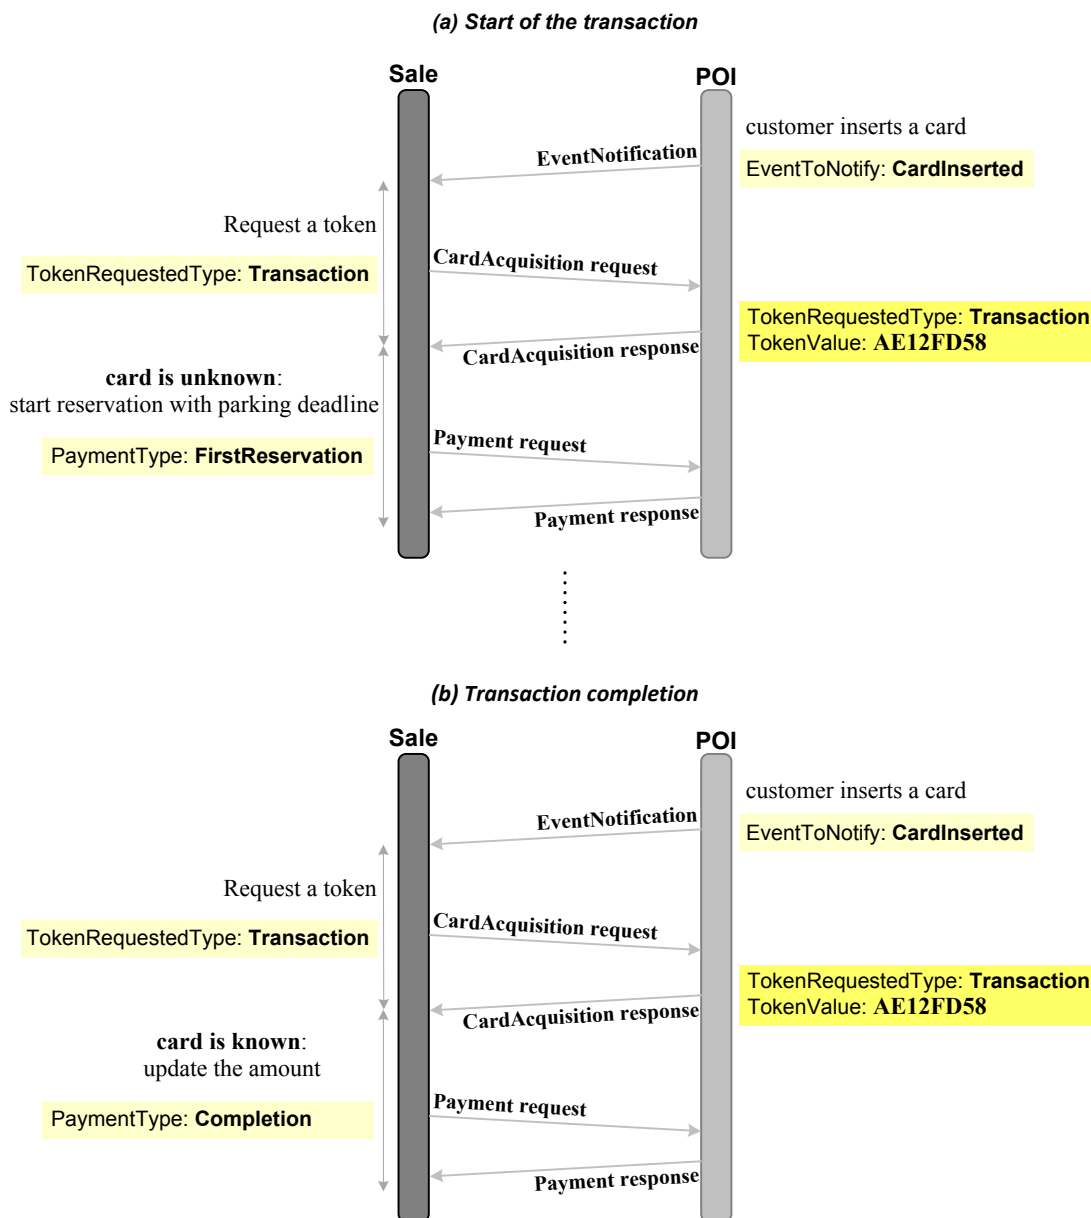 (a) Start of the transaction
Sale
POI
customer inserts a card
EventNotification
EventToNotify: CardInserted
Request a token
CardAcquisition request
TokenRequestedType: Transaction
TokenRequestedType: Transaction
TokenValue: AE12FD58
CardAcquisition response
card is unknown:
start reservation with parking deadline
Payment request
PaymentType: FirstReservation
Payment response
(b) Transaction completion
Sale
POI
customer inserts a card
EventNotification
EventToNotify: CardInserted
Request a token
CardAcquisition request
TokenRequestedType: Transaction
TokenRequestedType: Transaction
TokenValue: AE12FD58
CardAcquisition response
card is known:
update the amount
Payment request
PaymentType: Completion
Payment response